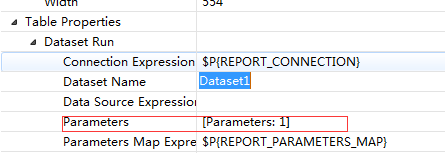 Width 554
Table Properties
Dataset Run
Connection Expression $P{REPORT_CONNECTION}
Dataset Name Dataset1
Data Source Expression
Parameters [Parameters: 1]
Parameters Map Expre $P{REPORT_PARAMETERS_MAP}